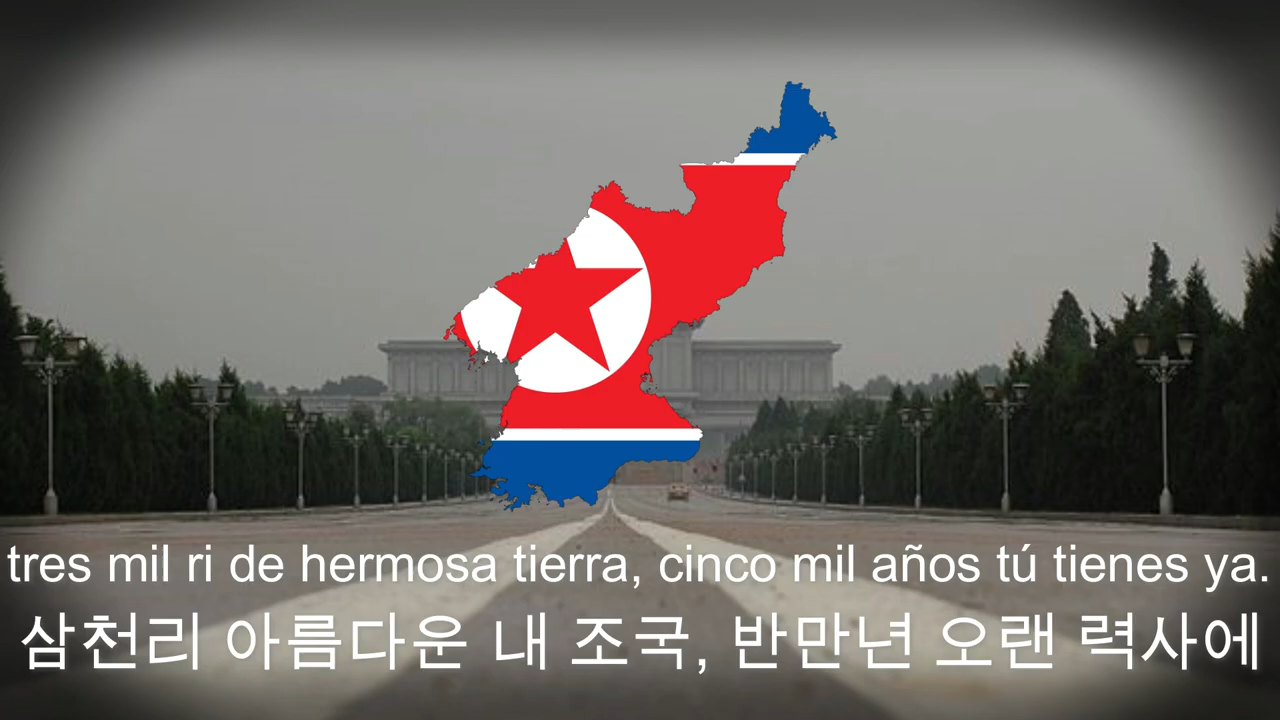 tres mil ri de hermosa tierra, cinco mil años tú tienes ya.
삼천리 아름다운 내 조국, 반만년 오랜 력사에